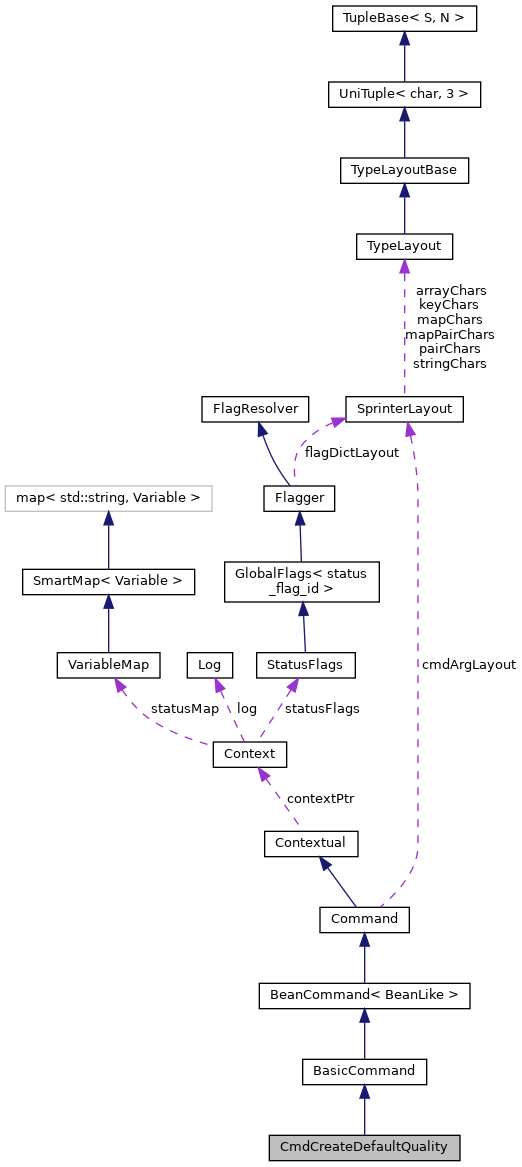 TupleBase< S, N >
UniTuple< char, 3 >
TypeLayoutBase
TypeLayout
arrayChars
keyChars
mapChars
mapPairChars
pairChars
stringChars
FlagResolver
SprinterLayout
flagDictLayout
map< std::string, Variable >
Flagger
SmartMap< Variable >
GlobalFlags< status
_flag_id >
VariableMap
Log
StatusFlags
cmdArgLayout
statusMap
log
statusFlags
Context
contextPtr
Contextual
Command
BeanCommand< BeanLike >
BasicCommand
CmdCreateDefaultQuality